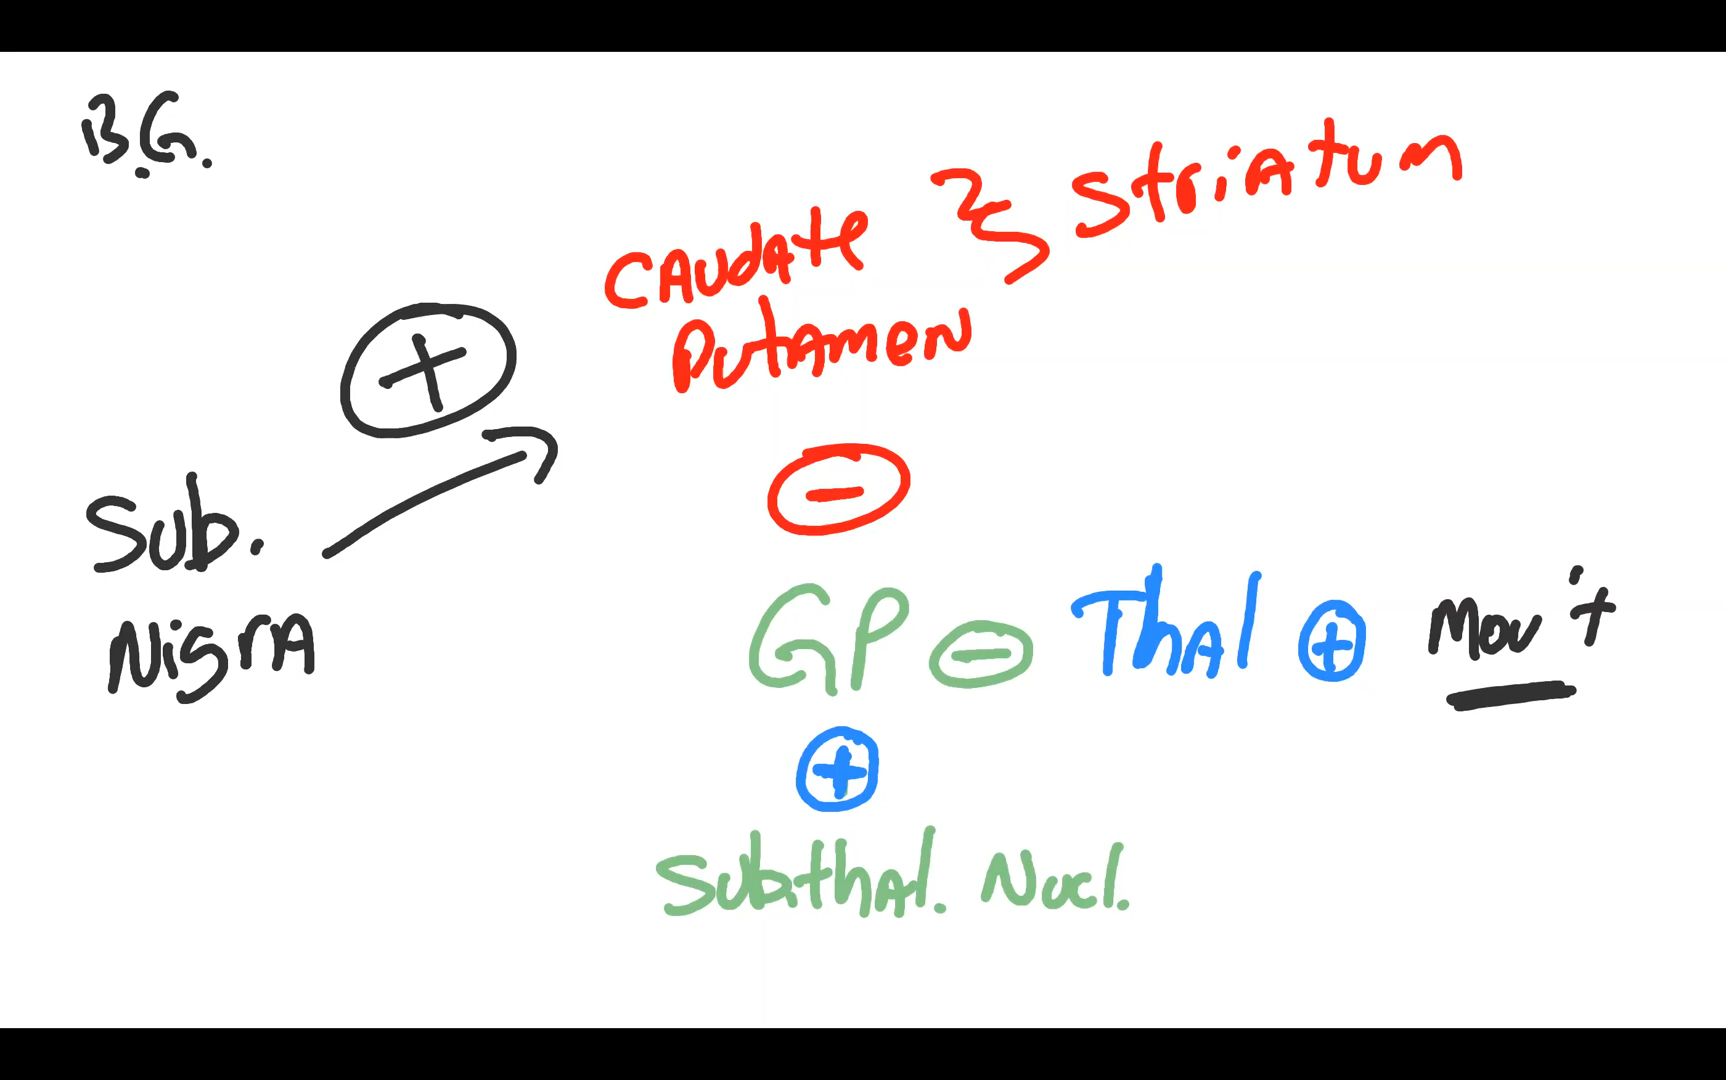 B.G.
Caudate } Striatum
Putamen
+
-
Sub.
Nigra
GP - Thal + Mov't
+
Subthal. Nucl.